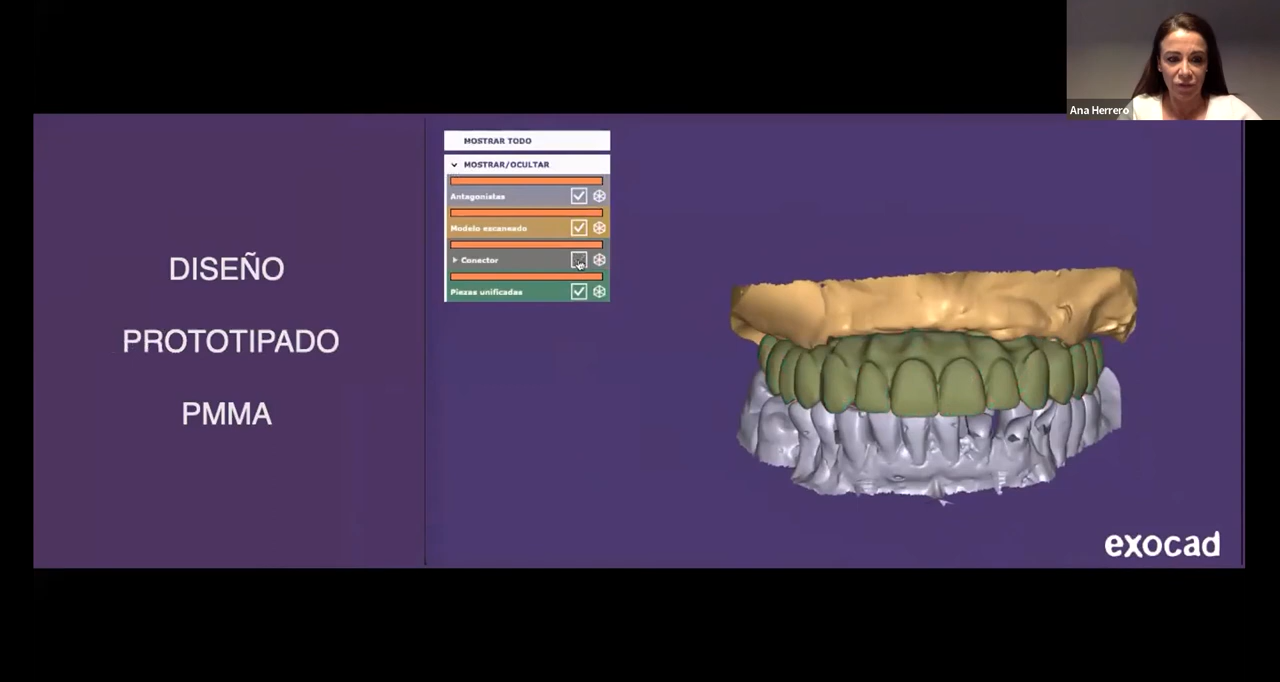 Ana Herrero
DISEÑO
PROTOTIPADO
PMMA
MOSTRAR TODO
MOSTRAR/OCULTAR
Antagonistas
Modelo escaneado
Conector
Piezas unificadas
exocad